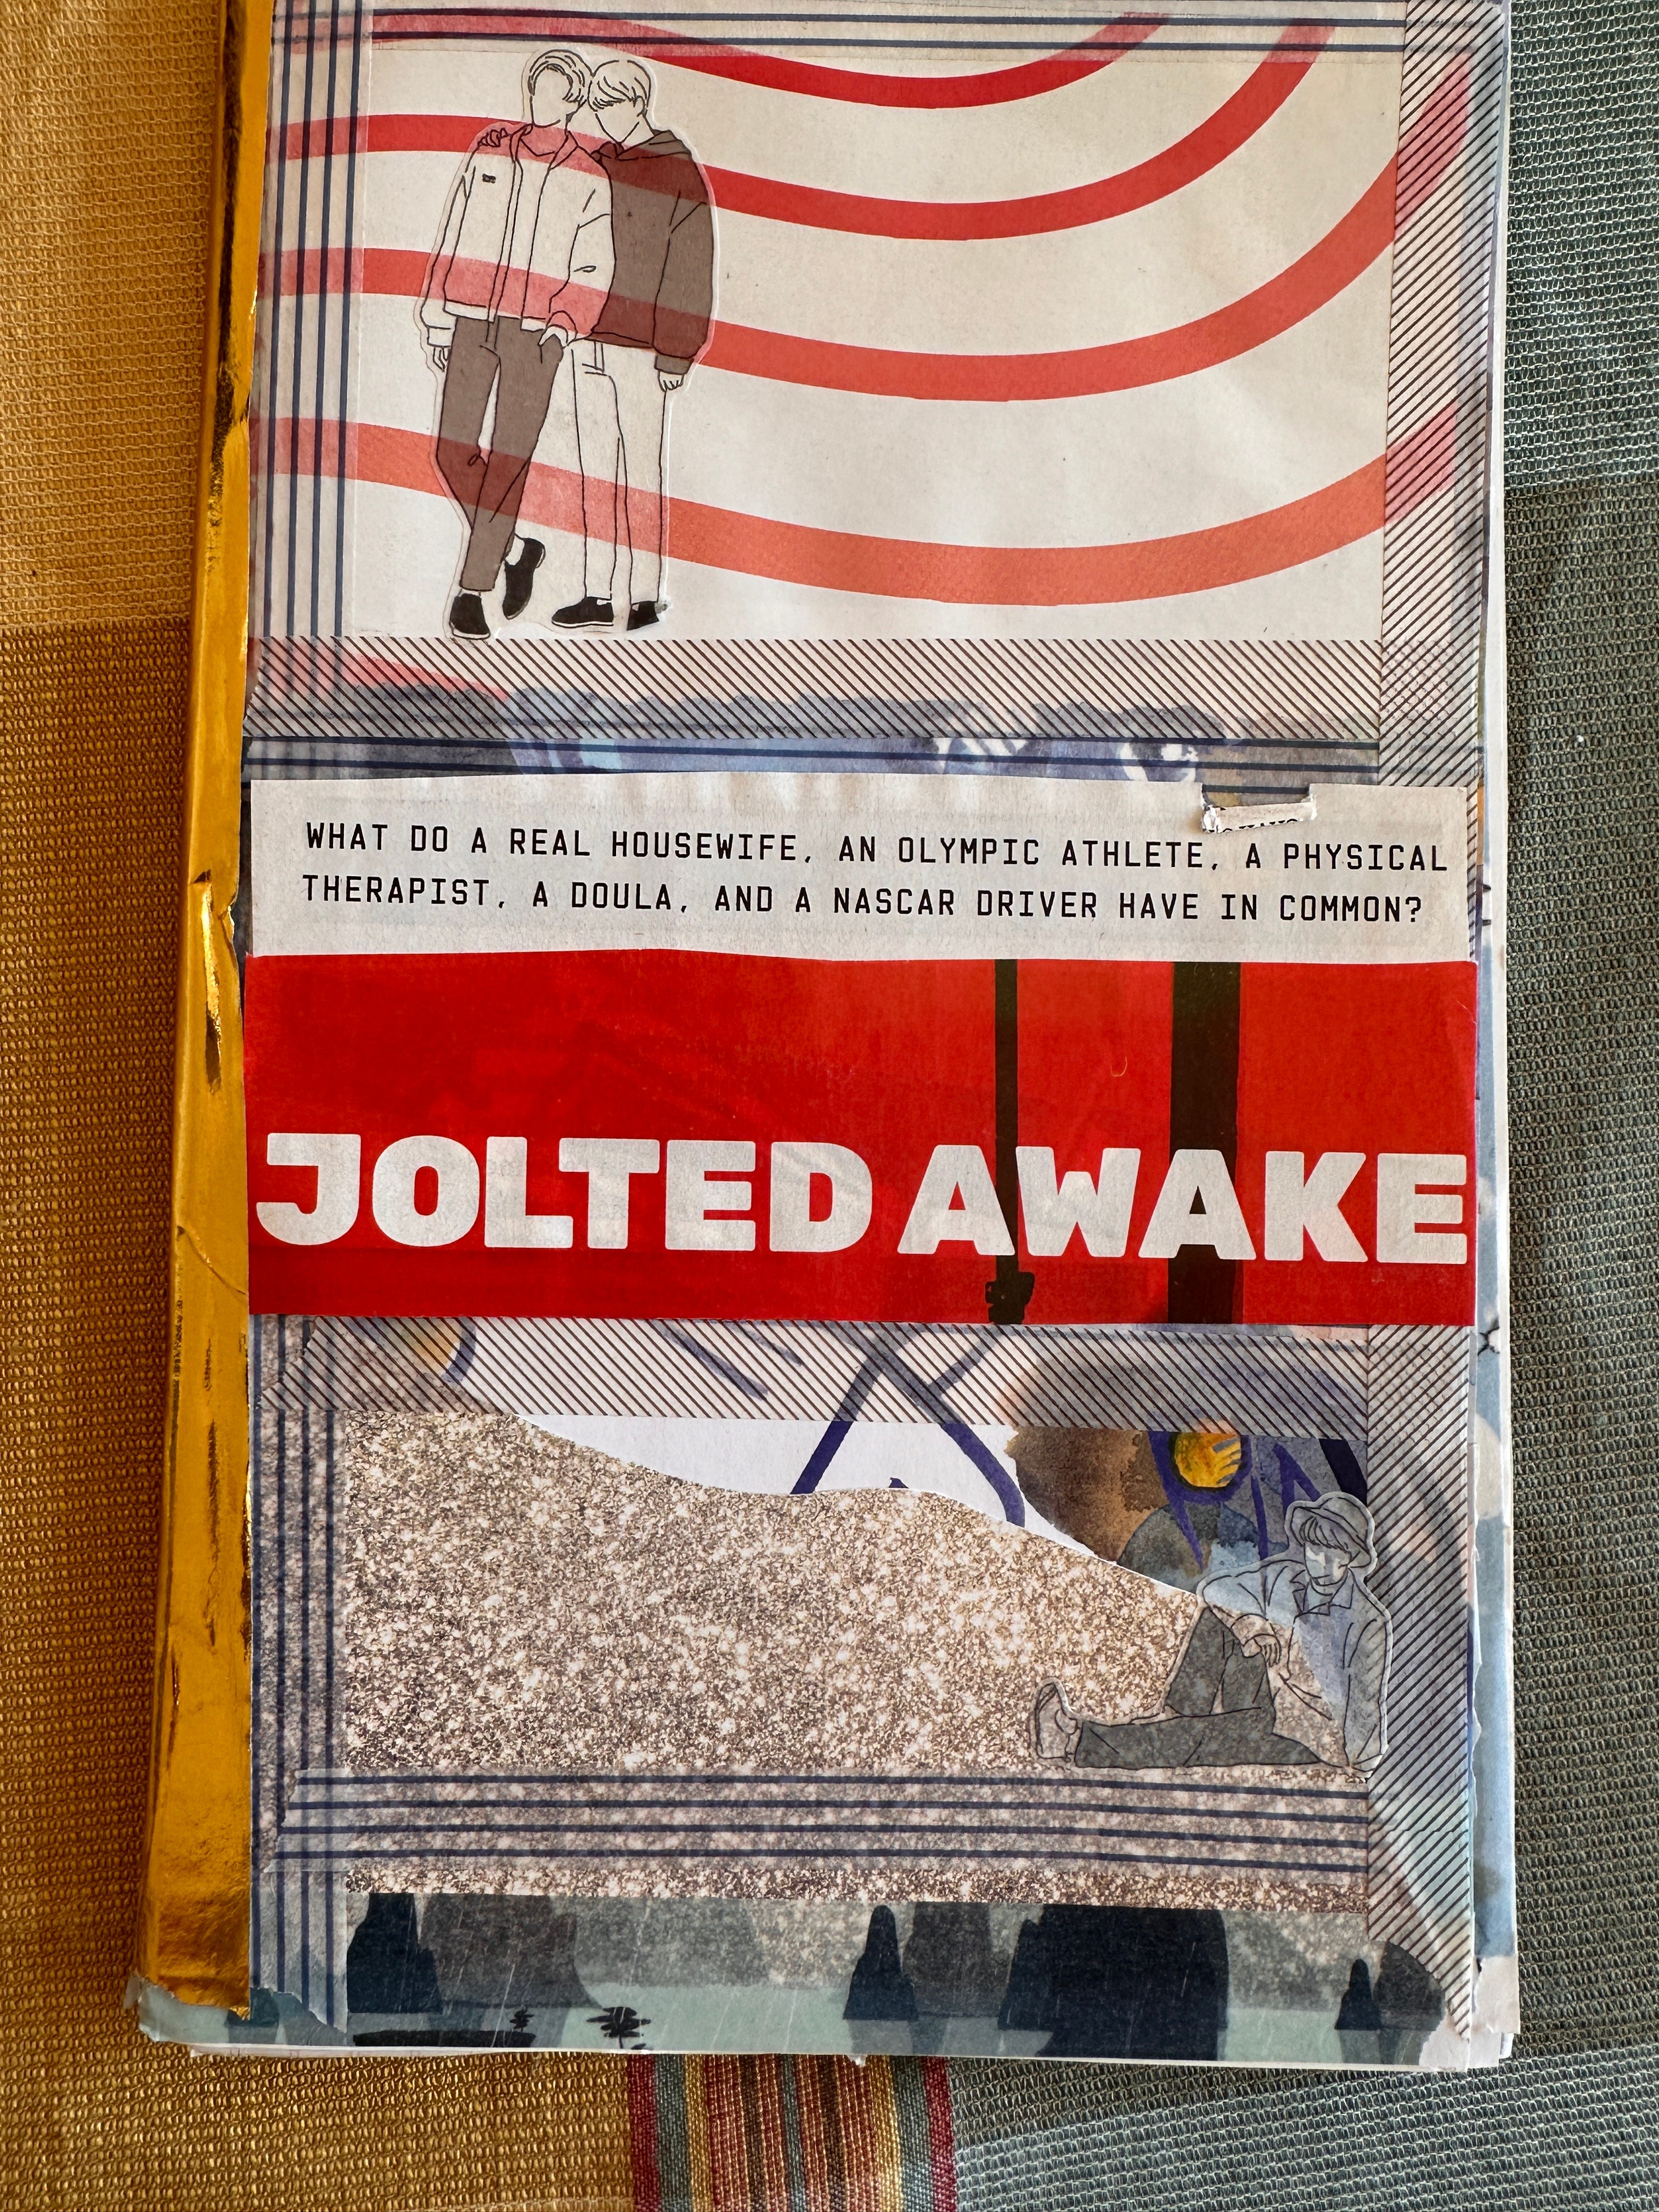 WHAT DO A REAL HOUSEWIFE, AN OLYMPIC ATHLETE, A PHYSICAL
THERAPIST, A DOULA, AND A NASCAR DRIVER HAVE IN COMMON?
JOLTED AWAKE